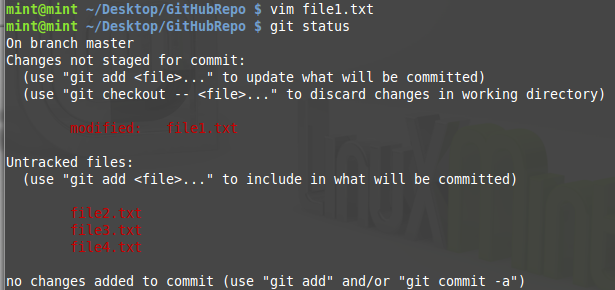 mint@mint ~/Desktop/GitHubRepo $ vim file1.txt
mint@mint ~/Desktop/GitHubRepo $ git status
On branch master
Changes not staged for commit:
  (use "git add <file>..." to update what will be committed)
  (use "git checkout -- <file>..." to discard changes in working directory)
        modified:   file1.txt
Untracked files:
  (use "git add <file>..." to include in what will be committed)
        file2.txt
        file3.txt
        file4.txt
no changes added to commit (use "git add" and/or "git commit -a")